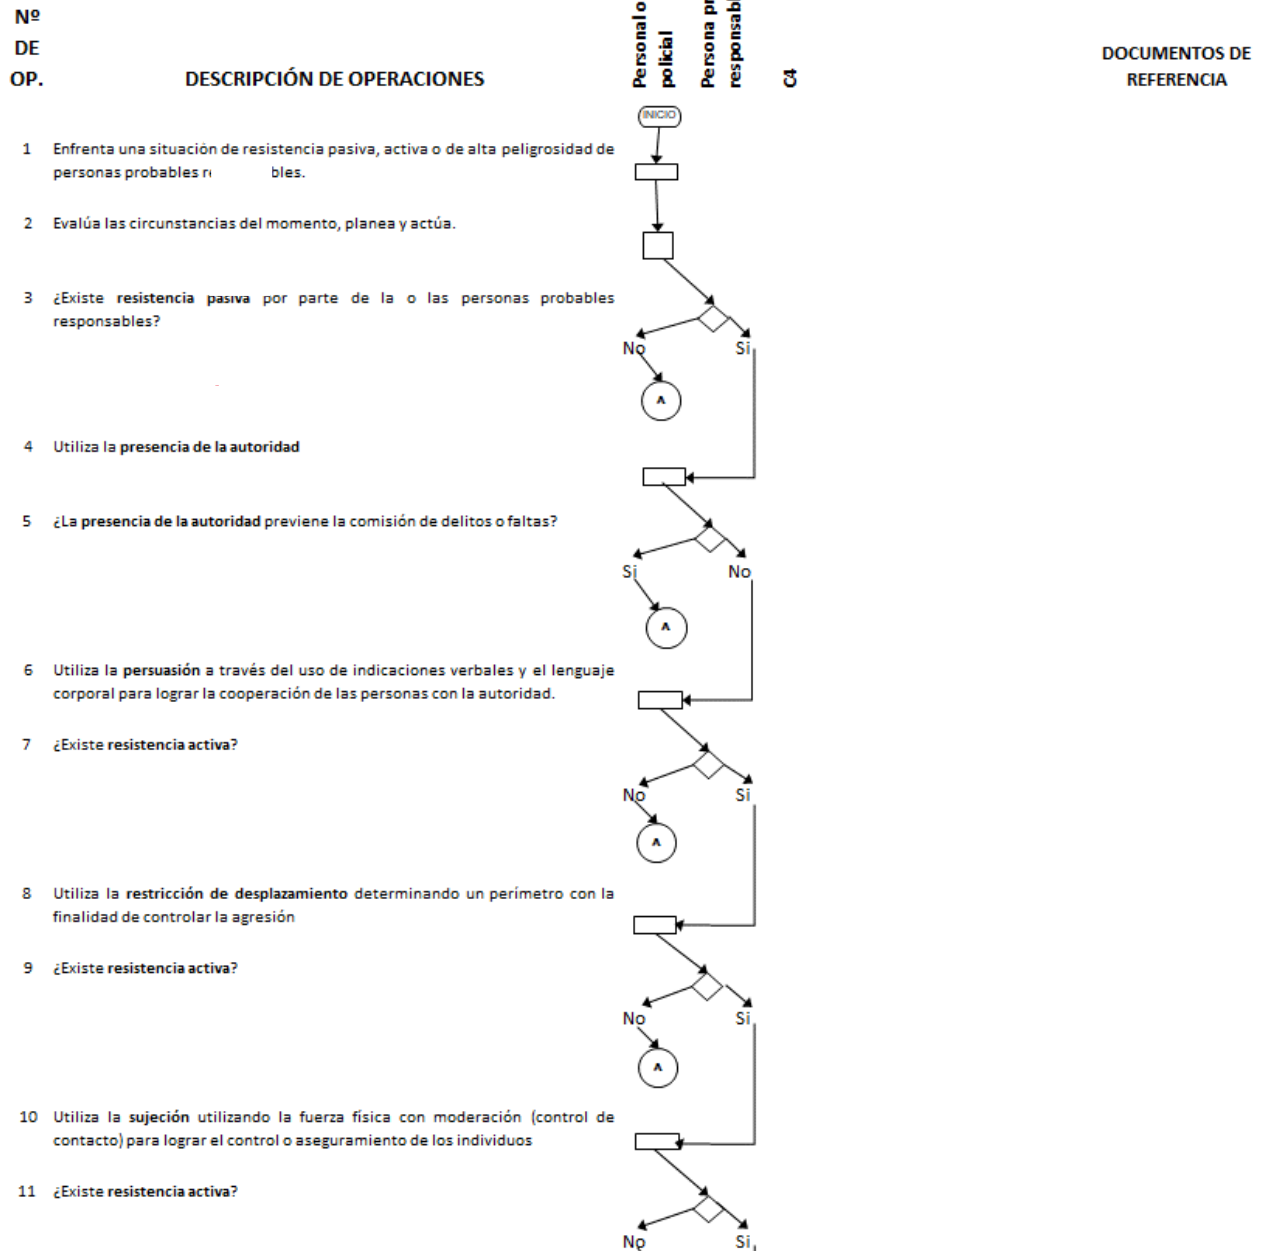 Nº
DE
OP.
DESCRIPCIÓN DE OPERACIONES
Personal o
policial
Persona
C4
DOCUMENTOS DE
REFERENCIA
INICIO
1 Enfrenta una situación de resistencia pasiva, activa o de alta peligrosidad de
personas probables
2 Evalúa las circunstancias del momento, planea y actúa.
3 ¿Existe resistencia pasiva por parte de la o las personas probables
responsables?
No Si
A
4 Utiliza la presencia de la autoridad
5 ¿La presencia de la autoridad previene la comisión de delitos o faltas?
Si No
A
6 Utiliza la persuasión a través del uso de indicaciones verbales y el lenguaje
corporal para lograr la cooperación de las personas con la autoridad.
7 ¿Existe resistencia activa?
No Si
A
8 Utiliza la restricción de desplazamiento determinando un perímetro con la
finalidad de controlar la agresión
9 ¿Existe resistencia activa?
No Si
A
10 Utiliza la sujeción utilizando la fuerza física con moderación (control de
contacto) para lograr el control o aseguramiento de los individuos
11 ¿Existe resistencia activa?
No Si